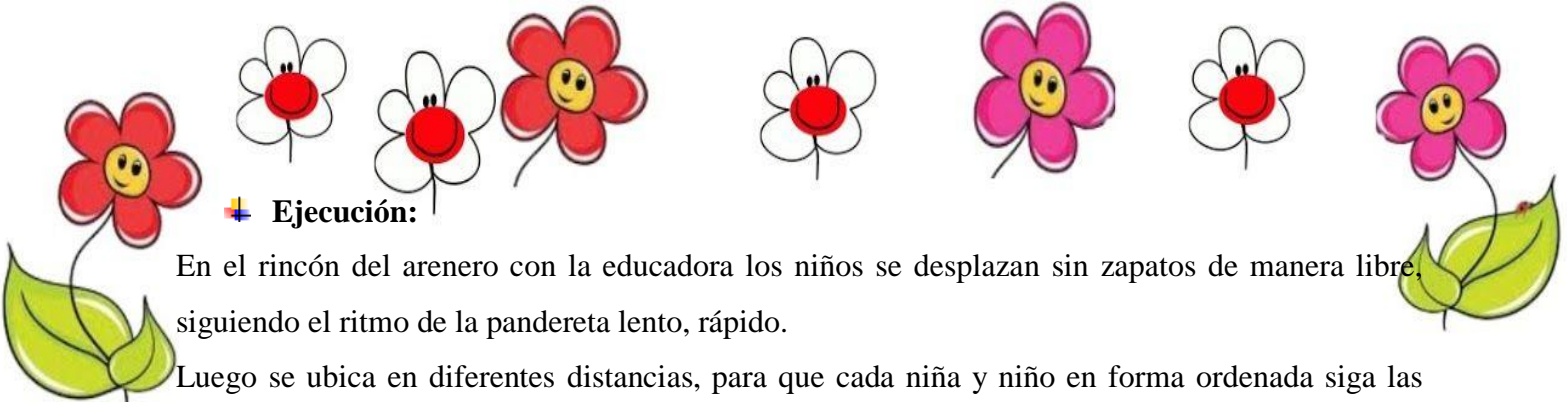 Ejecución:
En el rincón del arenero con la educadora los niños se desplazan sin zapatos de manera libre,
siguiendo el ritmo de la pandereta lento, rápido.
Luego se ubica en diferentes distancias, para que cada niña y niño en forma ordenada siga las